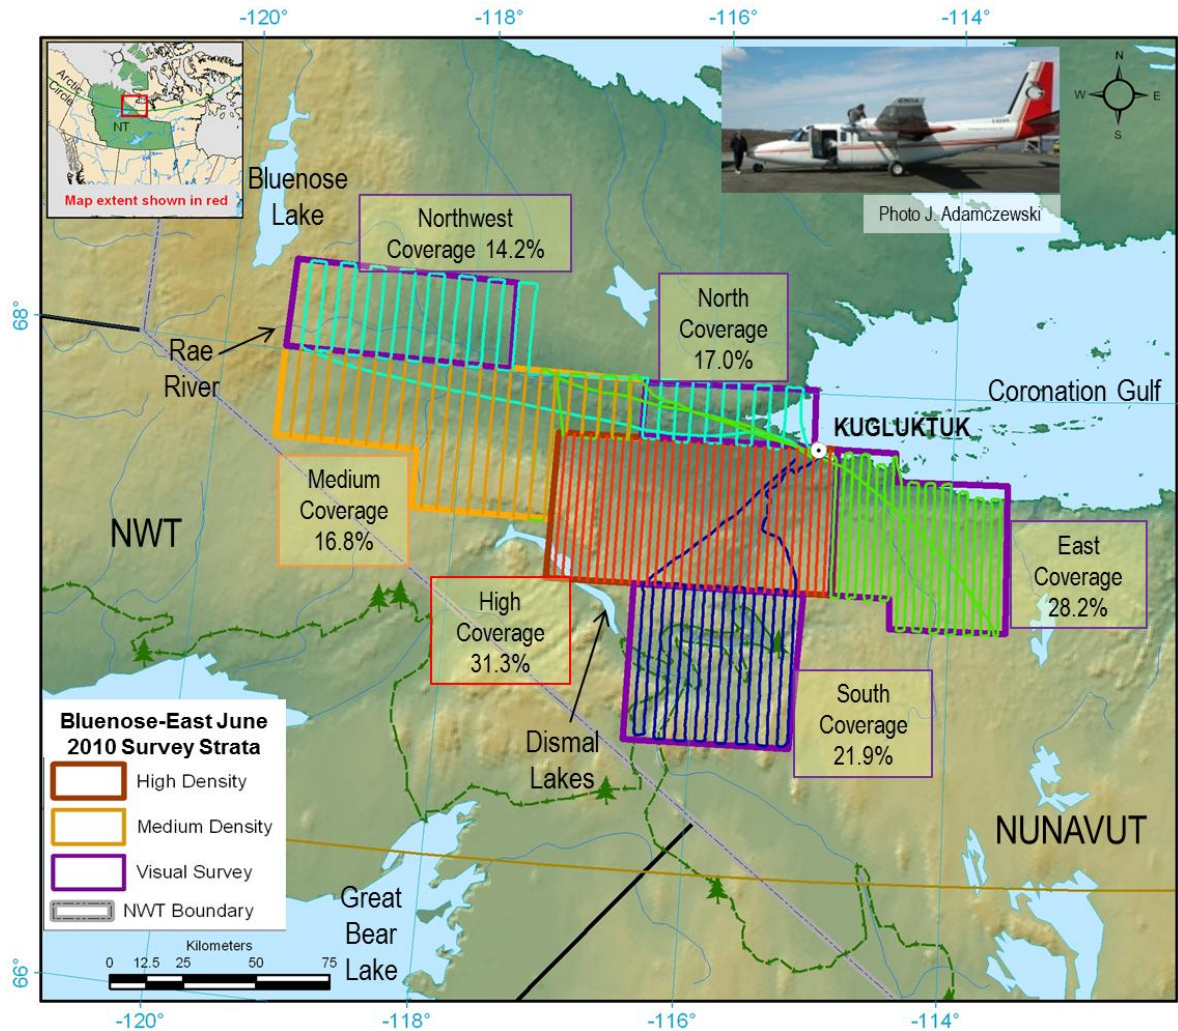 -120°
-118°
-116°
-114°
Arctic
Circle
NT
Map extent shown in red
N
W
E
S
Photo J. Adamczewski
Bluenose
Lake
Northwest
Coverage 14.2%
North
Coverage
17.0%
68°
Rae
River
Coronation Gulf
KUGLUKTUK
Medium
Coverage
16.8%
NWT
East
Coverage
28.2%
High
Coverage
31.3%
South
Coverage
21.9%
Dismal
Lakes
Bluenose-East June
2010 Survey Strata
High Density
Medium Density
Visual Survey
NWT Boundary
NUNAVUT
Great
Bear
Lake
Kilometers
0 12.5 25 50 75
66°
-120°
-118°
-116°
-114°